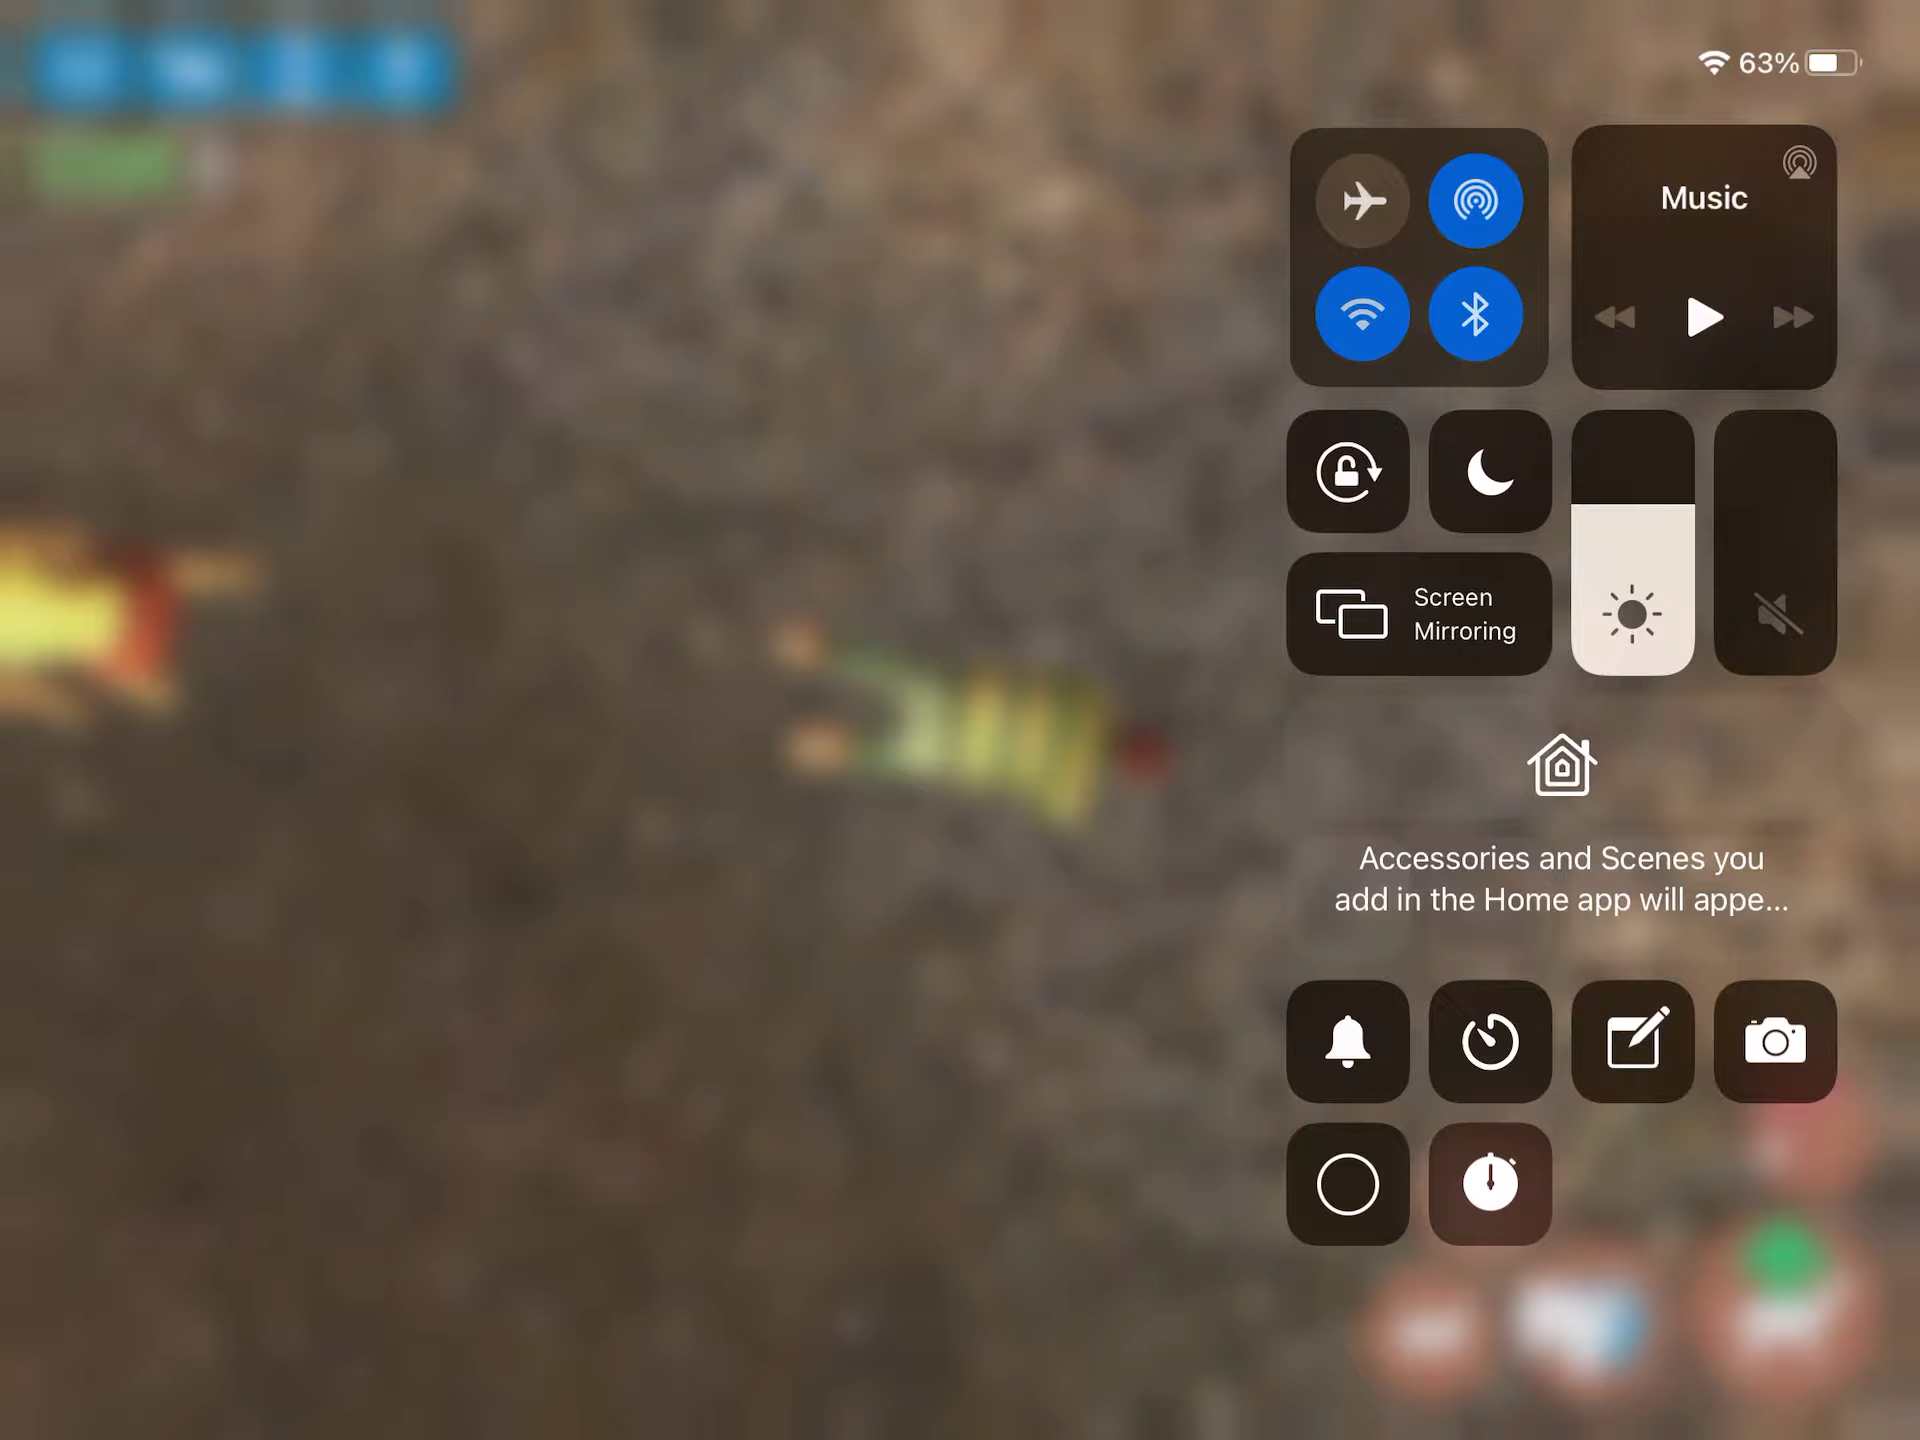 63%
Music
Screen
Mirroring
Accessories and Scenes you
add in the Home app will appe...